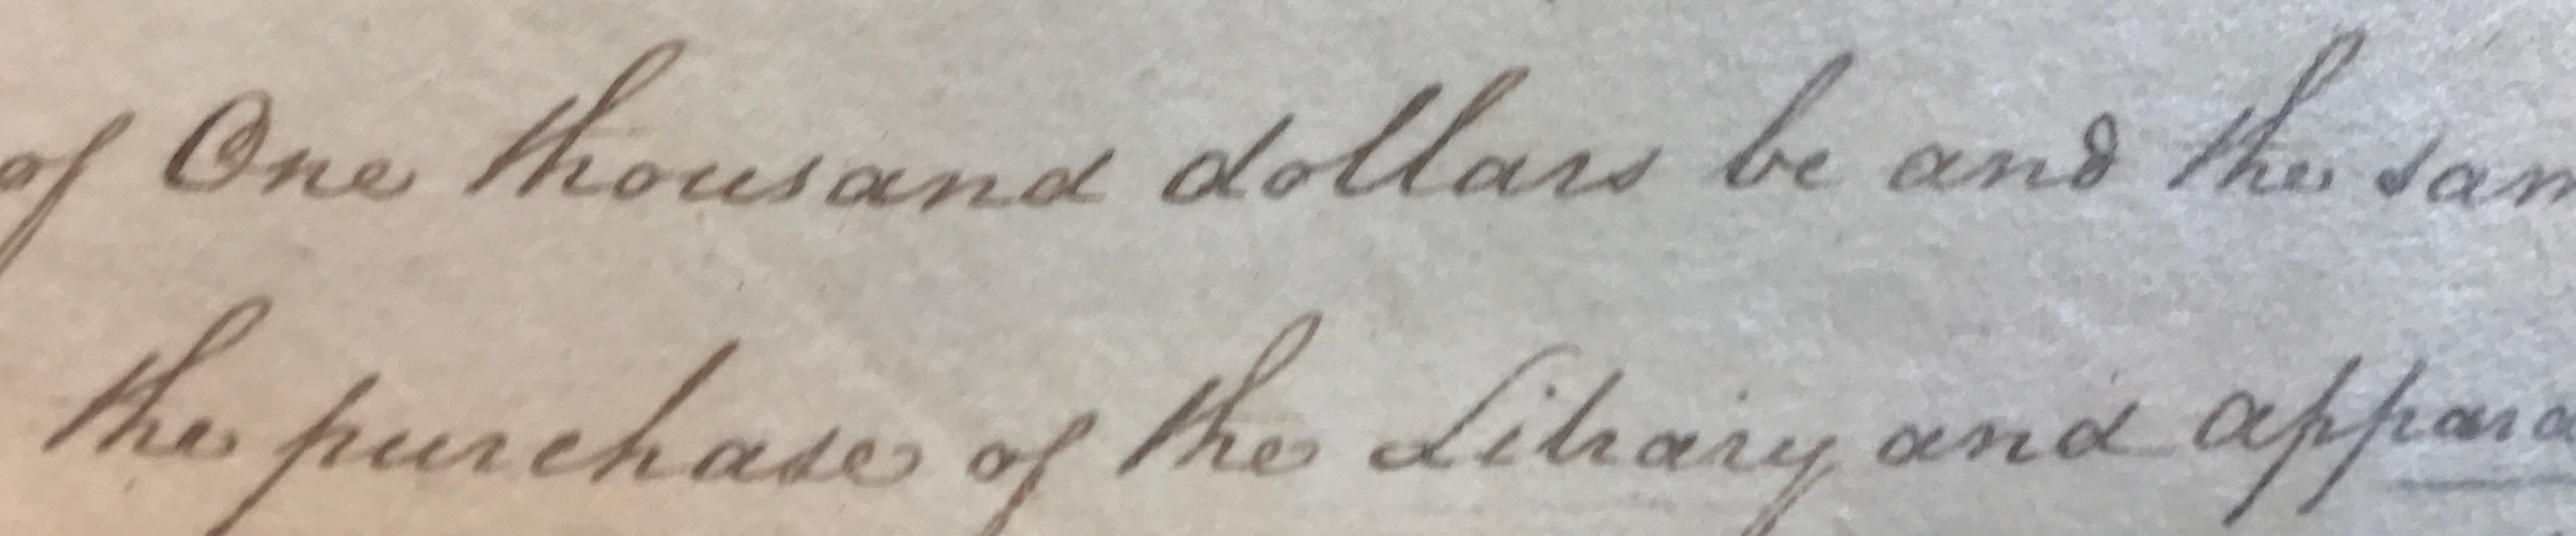 of One thousand dollars be and the sam
the purchase of the Library and appara